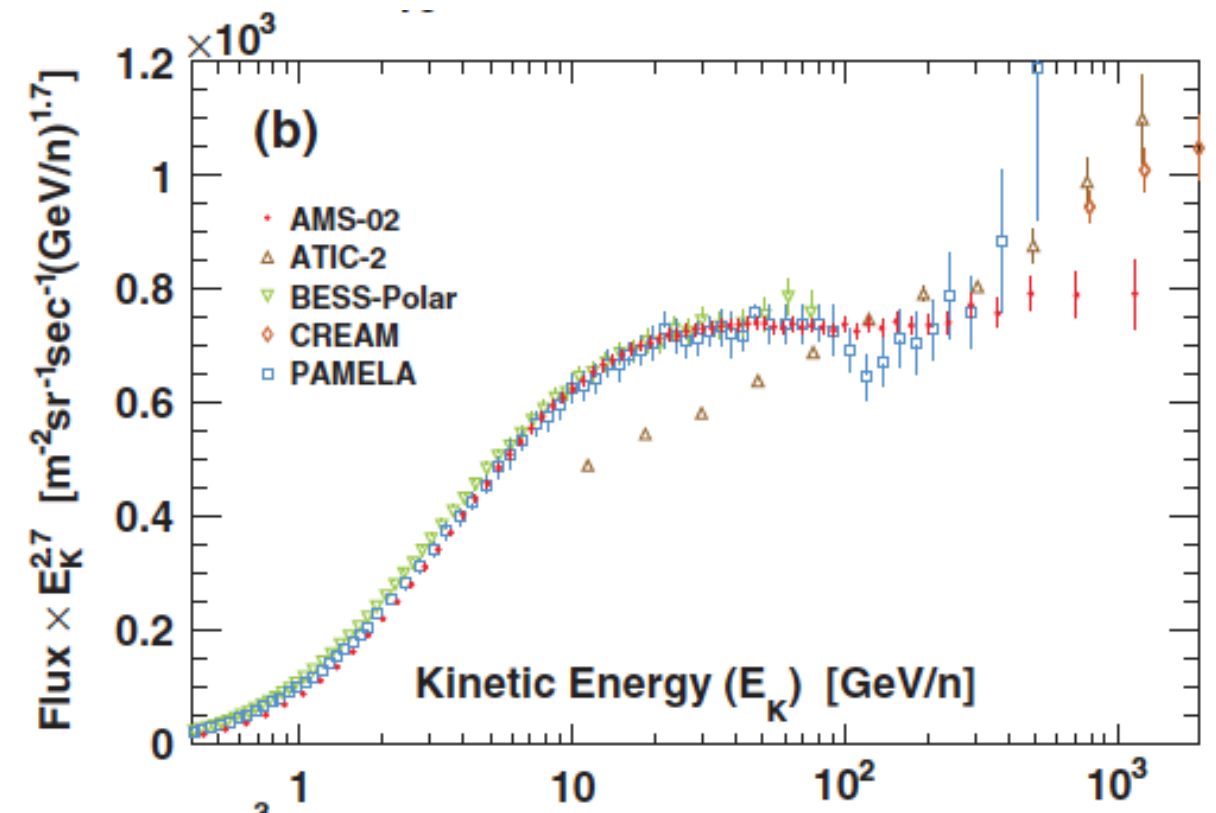 ×10³
1.2
1
0.8
0.6
0.4
0.2
0
(b)
AMS-02
ATIC-2
BESS-Polar
CREAM
PAMELA
Flux × E_K^2.7 [m⁻²sr⁻¹sec⁻¹(GeV/n)^1.7]
Kinetic Energy (E_K) [GeV/n]
1
10
10²
10³
3